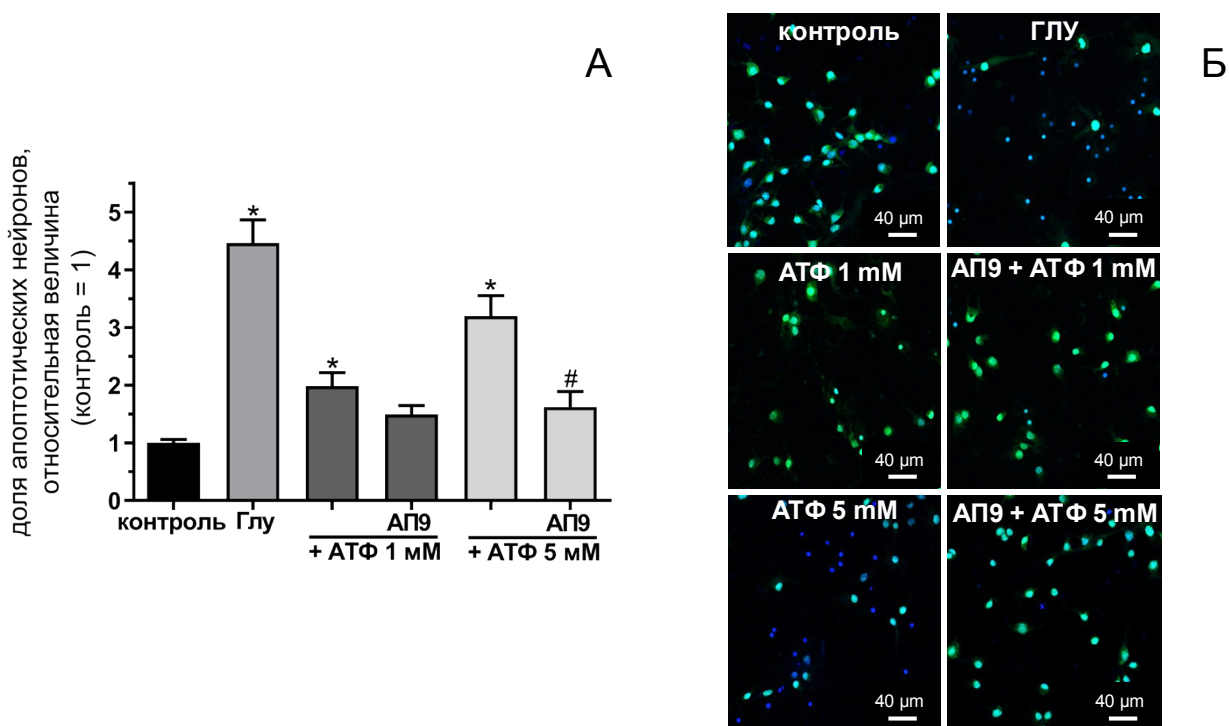 А
доля апоптотических нейронов,
относительная величина
(контроль = 1)
5
4
3
2
1
0
*
*
*
#
контроль Глу АП9 АП9
+ АТФ 1 мМ + АТФ 5 мМ
Б
контроль
40 µm
ГЛУ
40 µm
АТФ 1 mM
40 µm
АП9 + АТФ 1 mM
40 µm
АТФ 5 mM
40 µm
АП9 + АТФ 5 mM
40 µm